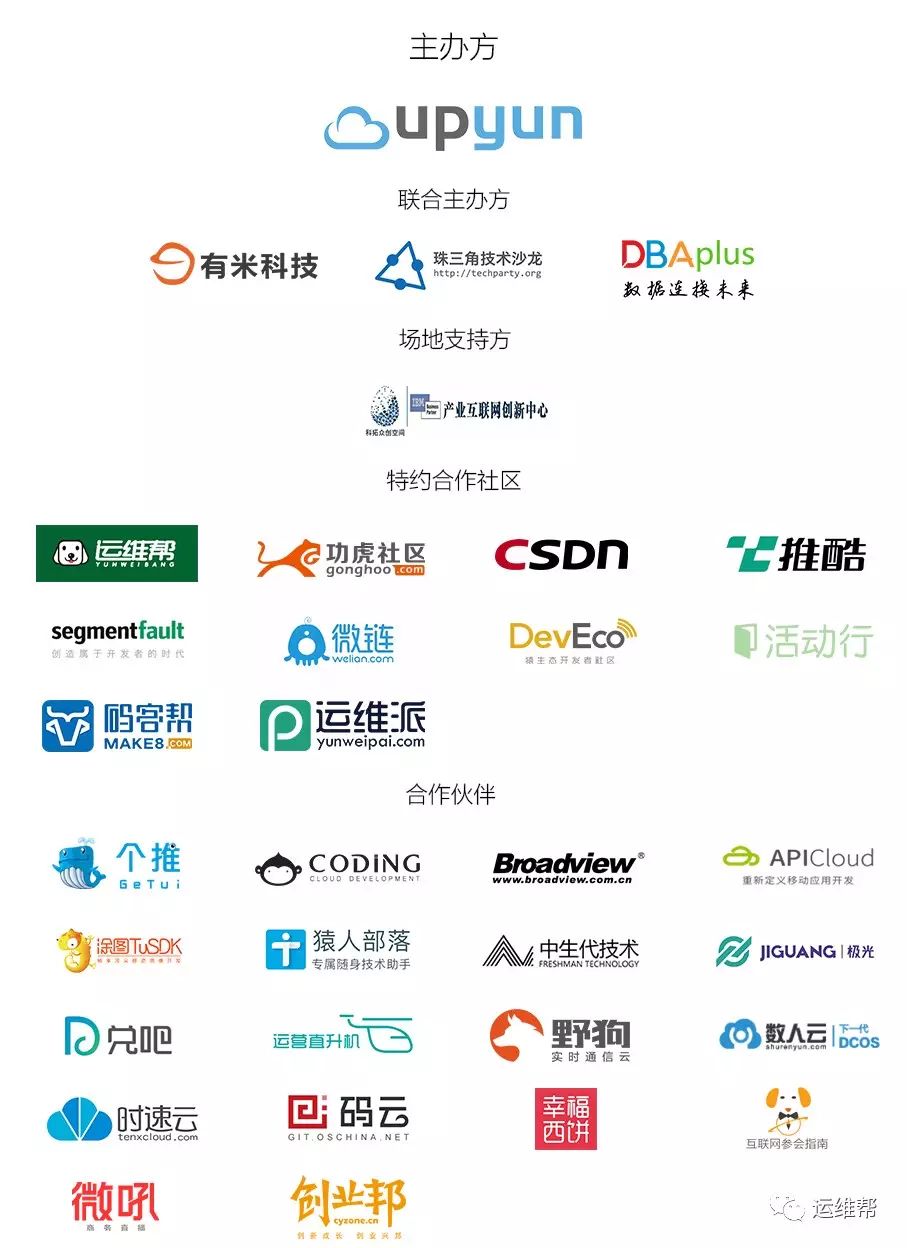 主办方
upyun
联合主办方
有米科技
珠三角技术沙龙
http://techparty.org
DBAplus
数据连接未来
场地支持方
科拓众创空间
IBM
Business
Partner
产业互联网创新中心
特约合作社区
运维帮
YUNWEIBANG
功虎社区
gonghoo.com
CSDN
推酷
segmentfault
创造属于开发者的时代
微链
welian.com
DevEco
猿生态开发者社区
活动行
码客帮
MAKE8.COM
运维派
yunweipai.com
合作伙伴
个推
GeTui
CODING
CLOUD DEVELOPMENT
Broadview®
www.broadview.com.cn
APICloud
重新定义移动应用开发
涂图TuSDK
猿人部落
专属随身技术助手
中生代技术
FRESHMAN TECHNOLOGY
JIGUANG | 极光
兑吧
运营直升机
野狗
实时通信云
数人云
shurenyun.com
下一代
DCOS
时速云
tenxcloud.com
码云
GIT.OSCHINA.NET
幸福
西饼
互联网参会指南
微吼
商务直播
创业邦
cyzone.cn
创新成长 创业兴邦
运维帮